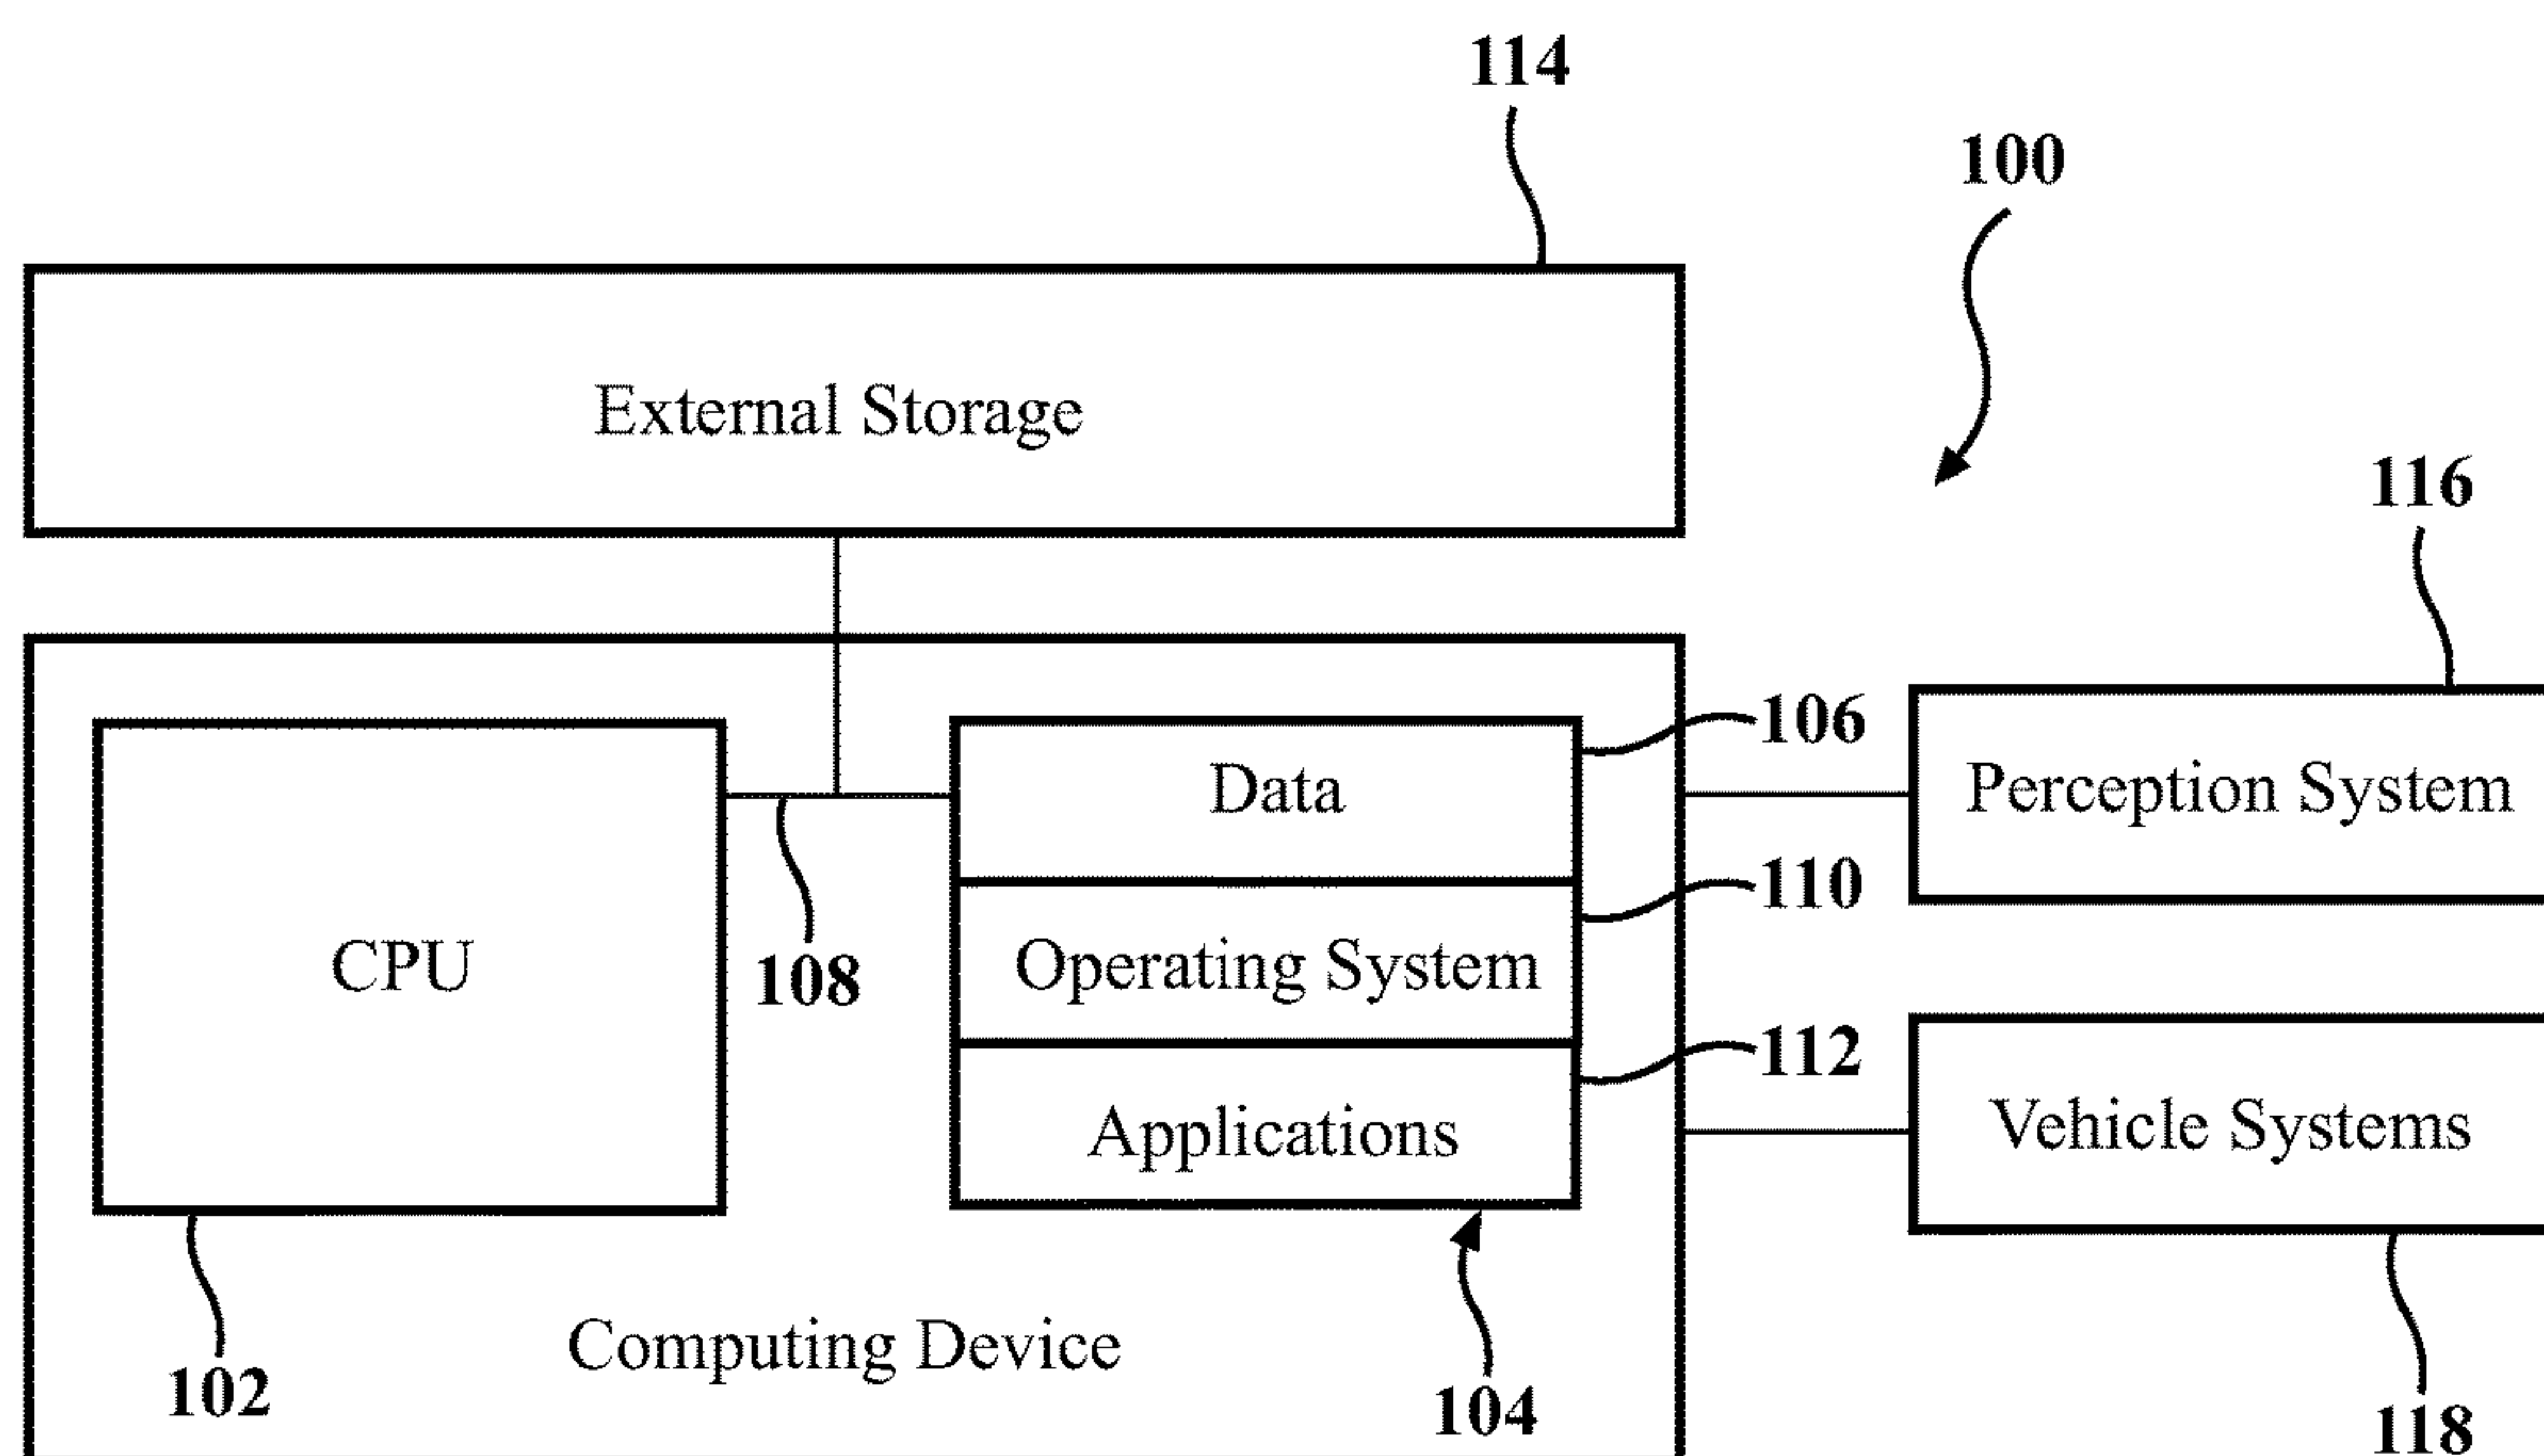 114
100
External Storage
116
106
Data
Perception System
110
CPU
Operating System
108
112
Applications
Vehicle Systems
Computing Device
102
104
118